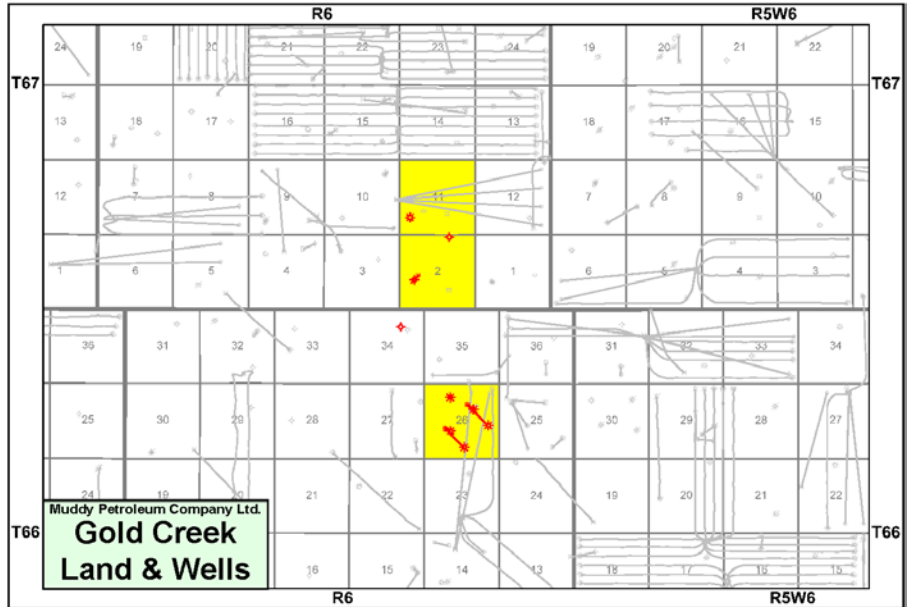 R6 R5W6
24 19 20 21 22 23 24 19 20 21 22
T67 T67
13 18 17 16 15 14 13 18 17 16 15
12 7 8 9 10 11 12 7 8 9 10
1 6 5 4 3 2 1 6 5 4 3
36 31 32 33 34 35 36 31 32 33 34
25 30 29 28 27 26 25 30 29 28 27
24 19 20 21 22 23 24 19 20 21 22
Muddy Petroleum Company Ltd.
Gold Creek
Land & Wells
T66 T66
16 15 14 13 18 17 16 15
R6 R5W6